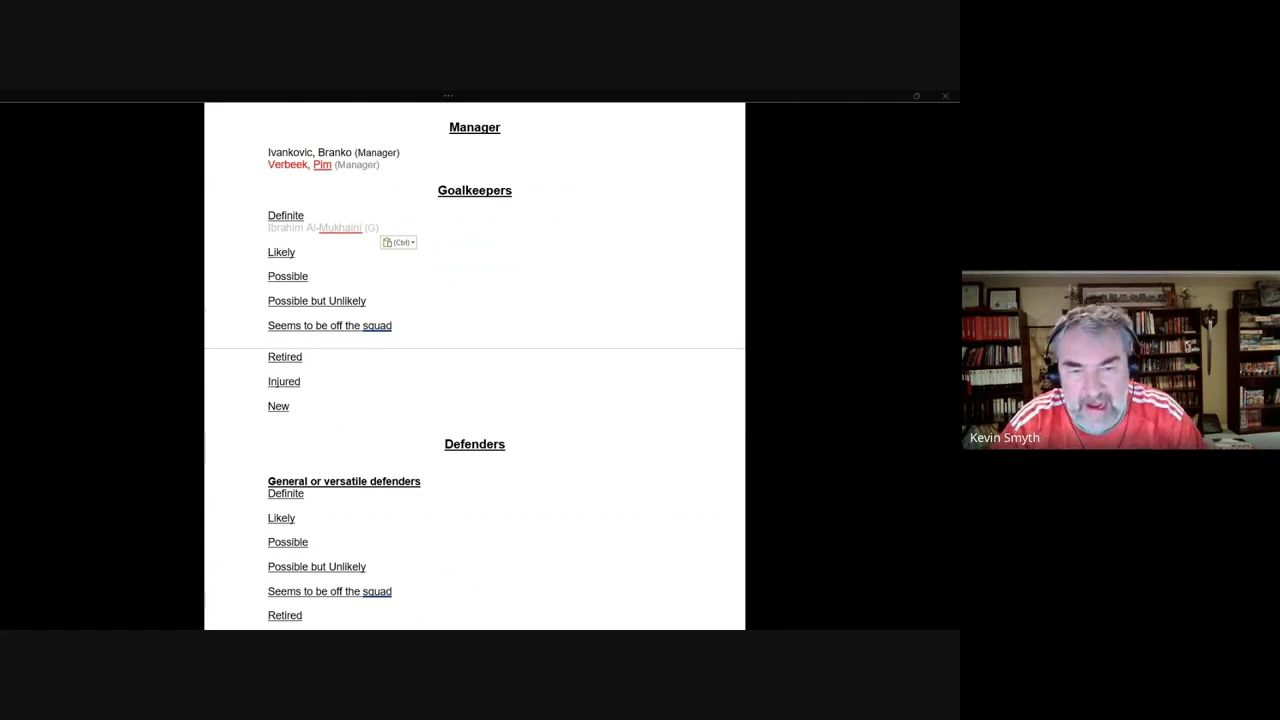 Manager
Ivankovic, Branko (Manager)
Verbeek, Pim (Manager)
Goalkeepers
Definite
Ibrahim Al-Mukhaini (G)
(Ctrl)
Likely
Possible
Possible but Unlikely
Seems to be off the squad
Retired
Injured
New
Defenders
General or versatile defenders
Definite
Likely
Possible
Possible but Unlikely
Seems to be off the squad
Retired
Kevin Smyth